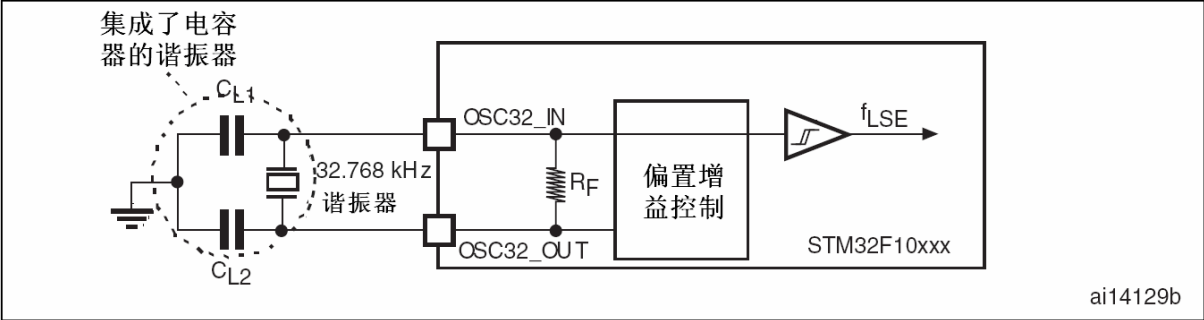 集成了电容
器的谐振器
CL1
OSC32_IN
fLSE
32.768 kHz
谐振器
RF
偏置增
益控制
OSC32_OUT
STM32F10xxx
CL2
ai14129b